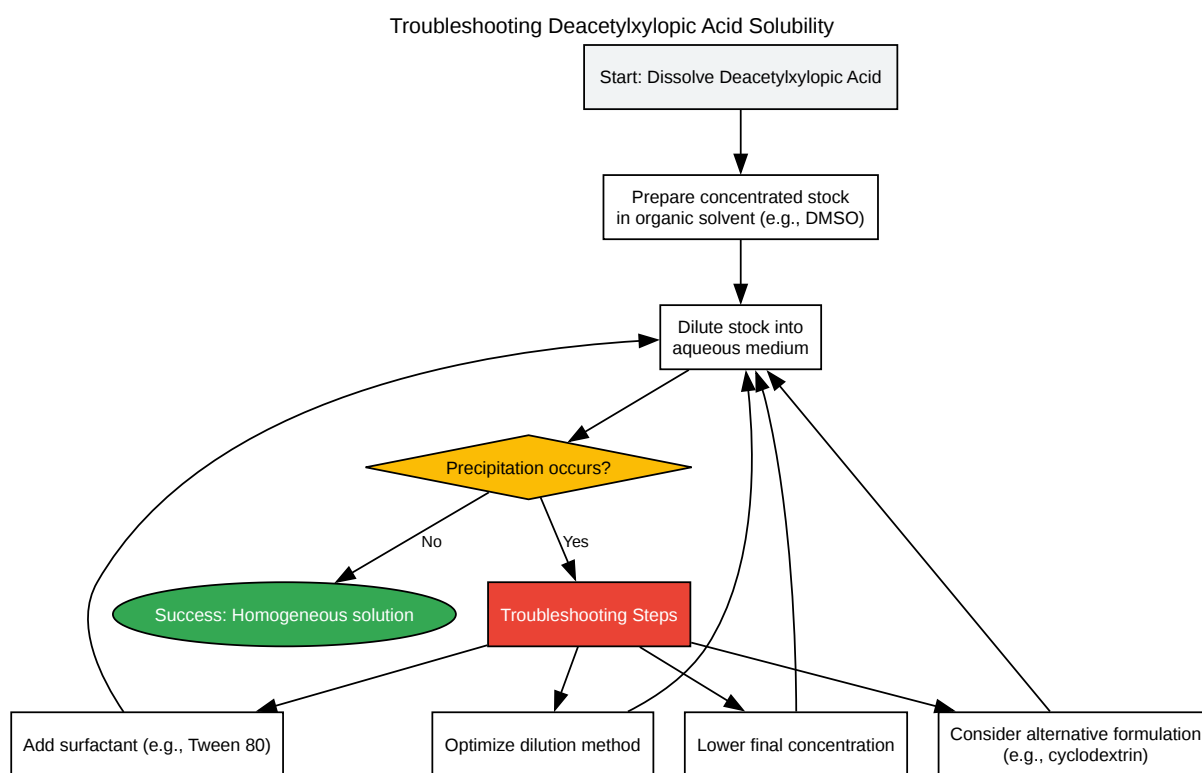 Troubleshooting Deacetylxylopic Acid Solubility
Start: Dissolve Deacetylxylopic Acid
Prepare concentrated stock
in organic solvent (e.g., DMSO)
Dilute stock into
aqueous medium
Precipitation occurs?
No
Yes
Success: Homogeneous solution
Troubleshooting Steps
Add surfactant (e.g., Tween 80)
Optimize dilution method
Lower final concentration
Consider alternative formulation
(e.g., cyclodextrin)